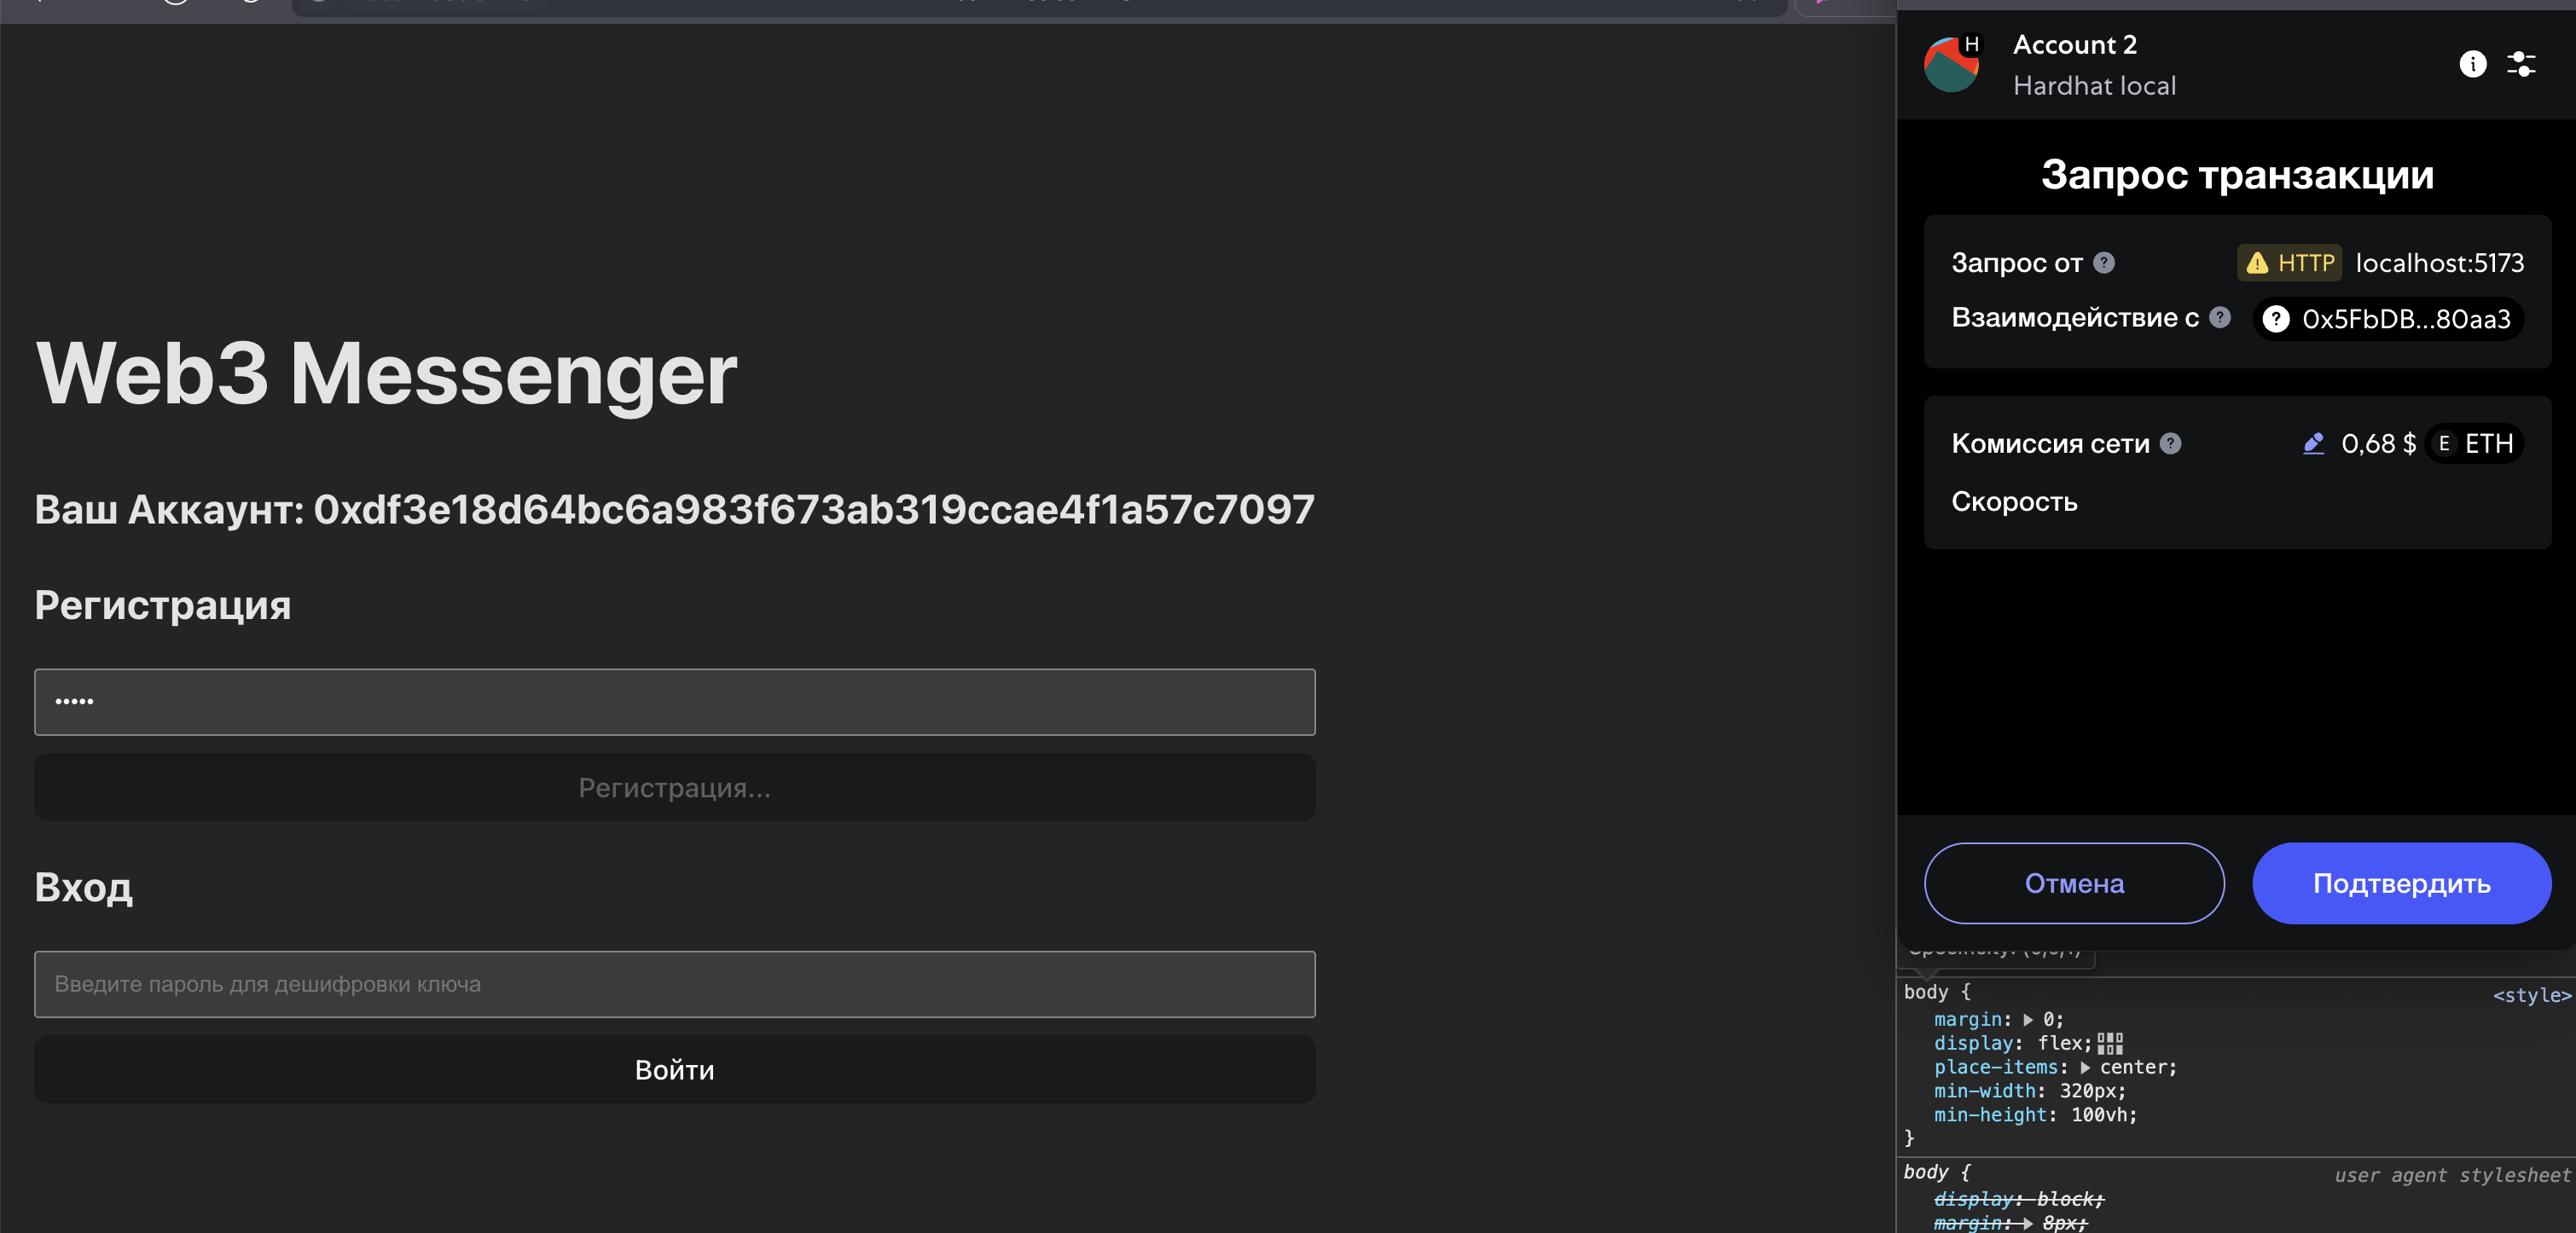 Web3 Messenger
Ваш Аккаунт: 0xdf3e18d64bc6a983f673ab319ccae4f1a57c7097
Регистрация
•••••
Регистрация...
Вход
Введите пароль для дешифровки ключа
Войти
H
Account 2
Hardhat local
Запрос транзакции
Запрос от ? HTTP localhost:5173
Взаимодействие с ? ? 0x5FbDB...80aa3
Комиссия сети ? 0,68 $ E ETH
Скорость
Отмена
Подтвердить
body { <style>
margin: ▶ 0;
display: flex;
place-items: ▶ center;
min-width: 320px;
min-height: 100vh;
}
body { user agent stylesheet
display: block;
margin: ▶ 8px;